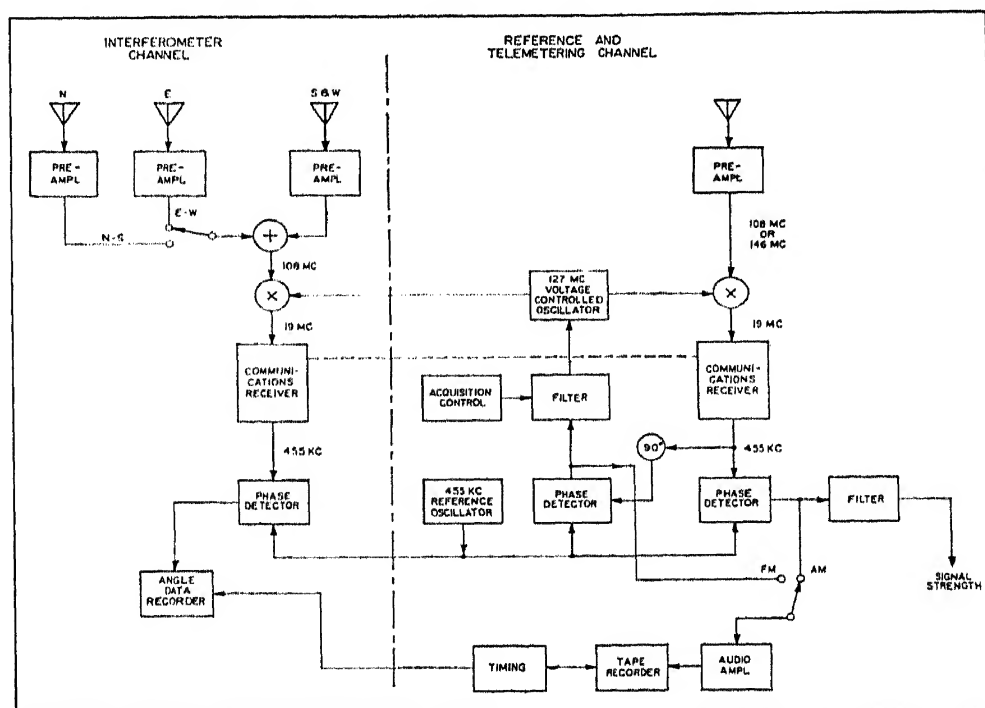 INTERFEROMETER
CHANNEL
REFERENCE AND
TELEMETERING CHANNEL
N
E
S & W
PRE-
AMPL
PRE-
AMPL
PRE-
AMPL
PRE-
AMPL
E-W
N-S
+
108 MC
108 MC
OR
146 MC
×
127 MC
VOLTAGE
CONTROLLED
OSCILLATOR
×
19 MC
19 MC
COMMUNI-
CATIONS
RECEIVER
ACQUISITION
CONTROL
FILTER
COMMUNI-
CATIONS
RECEIVER
455 KC
90°
455 KC
PHASE
DETECTOR
455 KC
REFERENCE
OSCILLATOR
PHASE
DETECTOR
PHASE
DETECTOR
FILTER
FM
AM
SIGNAL
STRENGTH
ANGLE
DATA
RECORDER
TIMING
TAPE
RECORDER
AUDIO
AMPL